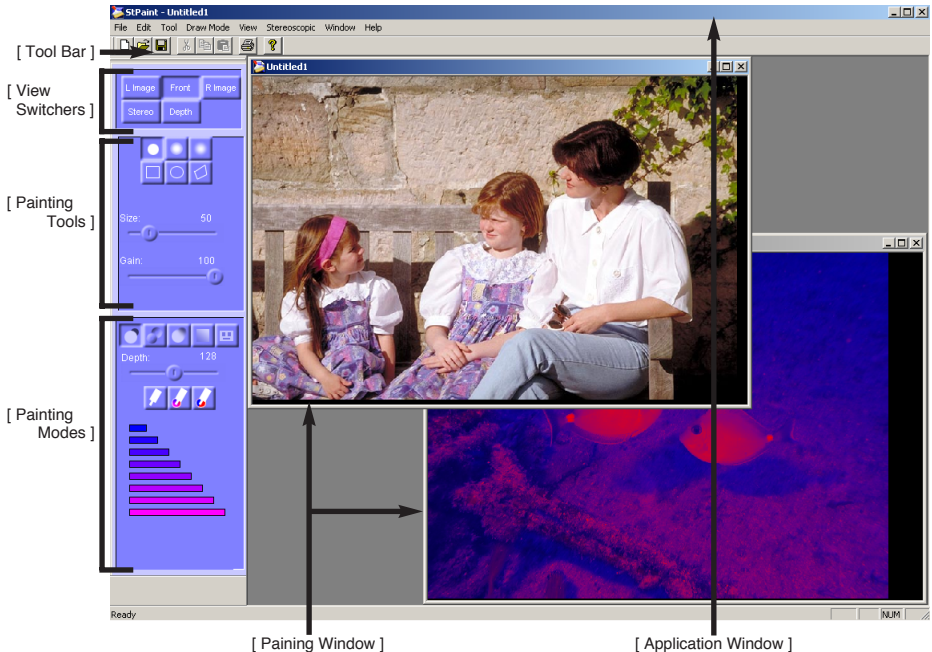 StPaint - Untitled1
File Edit Tool Draw Mode View Stereoscopic Window Help
[ Tool Bar ]
Untitled1
[ View
Switchers ]
L Image Front R Image
Stereo Depth
[ Painting
Tools ]
Size: 50
Gain: 100
[ Painting
Modes ]
Depth: 128
Ready
NUM
[ Paining Window ]
[ Application Window ]